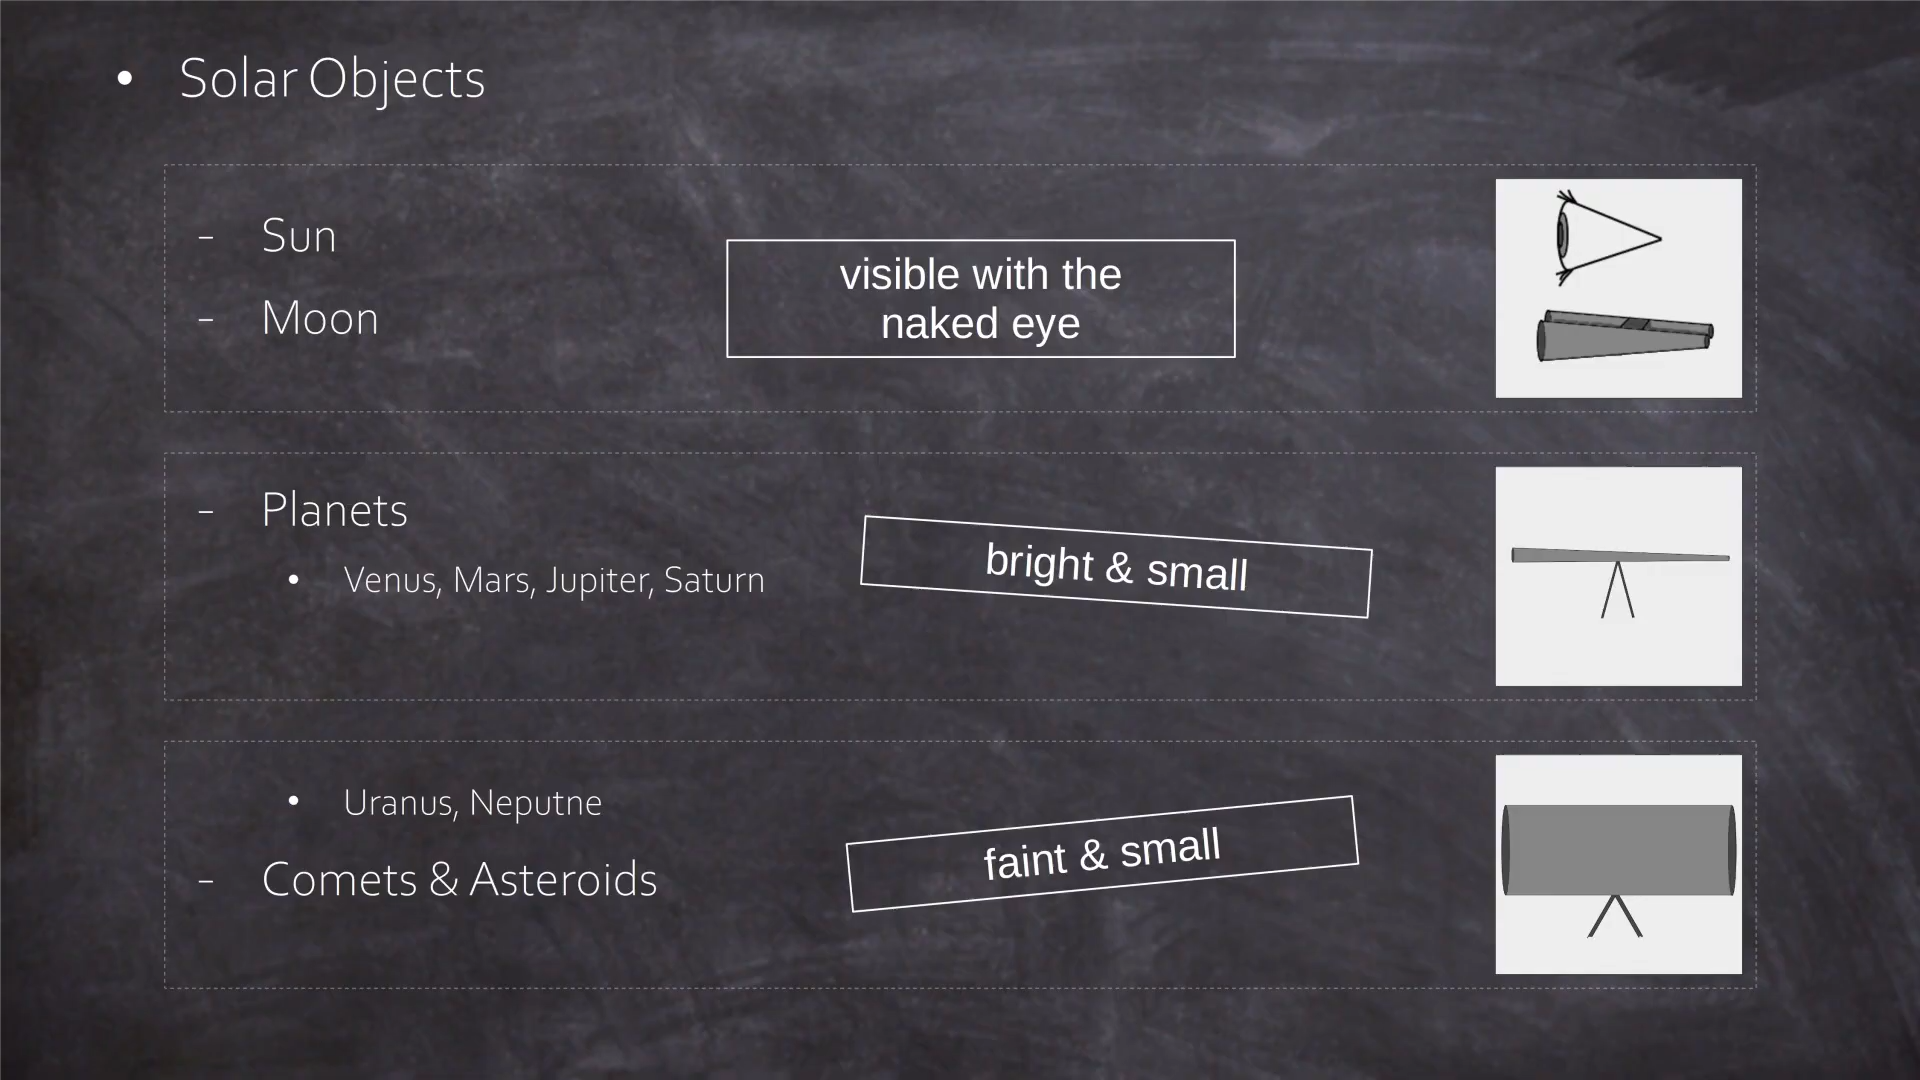 • Solar Objects
– Sun
– Moon
visible with the
naked eye
– Planets
• Venus, Mars, Jupiter, Saturn
bright & small
• Uranus, Neputne
– Comets & Asteroids
faint & small